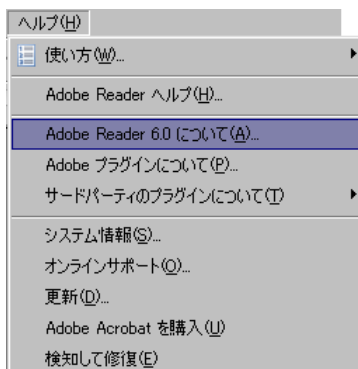 ヘルプ(H)
使い方(W)...
Adobe Reader ヘルプ(H)...
Adobe Reader 6.0 について(A)...
Adobe プラグインについて(P)...
サードパーティのプラグインについて(T)
システム情報(S)...
オンラインサポート(O)...
更新(D)...
Adobe Acrobat を購入(U)
検知して修復(E)